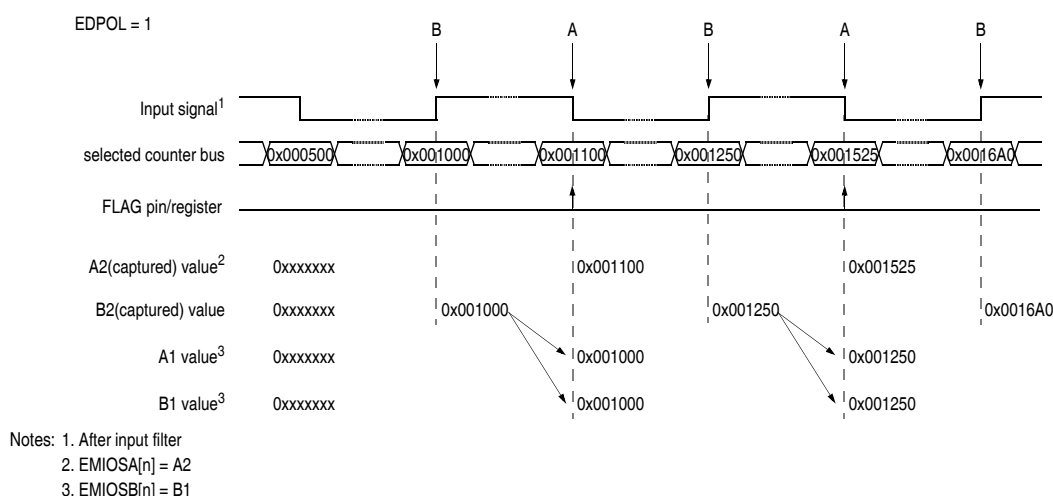 EDPOL = 1
B A B A B
Input signal1
selected counter bus 0x000500 0x001000 0x001100 0x001250 0x001525 0x0016A0
FLAG pin/register
A2(captured) value2 0xxxxxxx 0x001100 0x001525
B2(captured) value 0xxxxxxx 0x001000 0x001250 0x0016A0
A1 value3 0xxxxxxx 0x001000 0x001250
B1 value3 0xxxxxxx 0x001000 0x001250
Notes: 1. After input filter
2. EMIOSA[n] = A2
3. EMIOSB[n] = B1